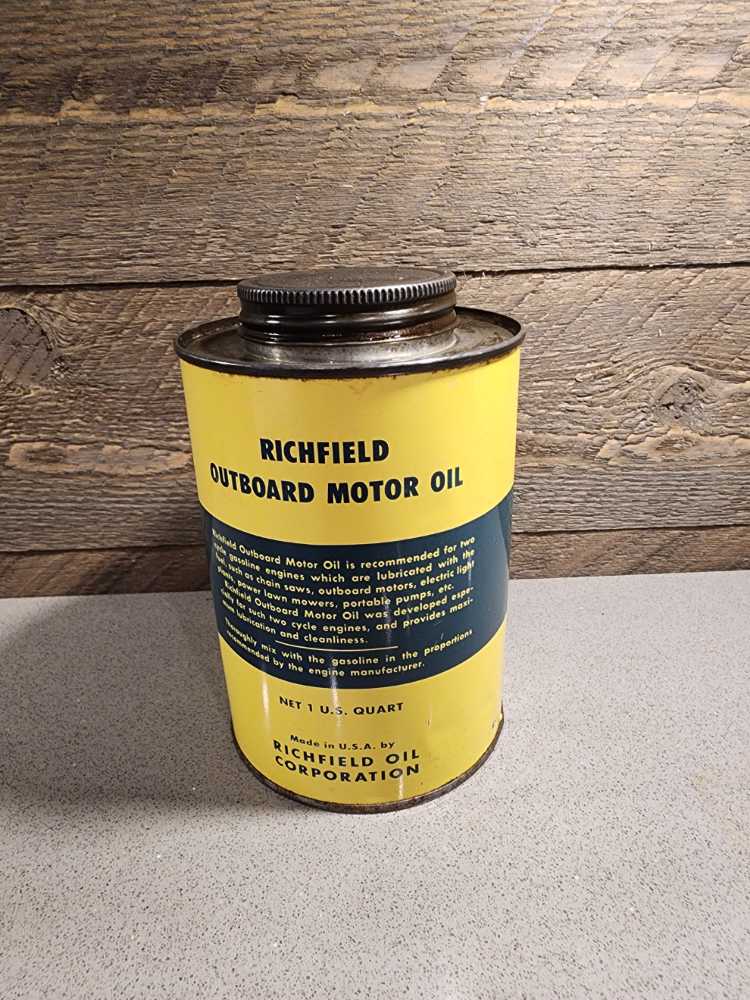 RICHFIELD
OUTBOARD MOTOR OIL
Richfield Outboard Motor Oil is recommended for two
cycle gasoline engines which are lubricated with the
fuel, such as chain saws, outboard motors, electric light
plants, power lawn mowers, portable pumps, etc.
Richfield Outboard Motor Oil was developed espe-
cially for such two cycle engines, and provides maxi-
mum lubrication and cleanliness.
Thoroughly mix with the gasoline in the proportions
recommended by the engine manufacturer.
NET 1 U.S. QUART
Made in U.S.A. by
RICHFIELD OIL
CORPORATION